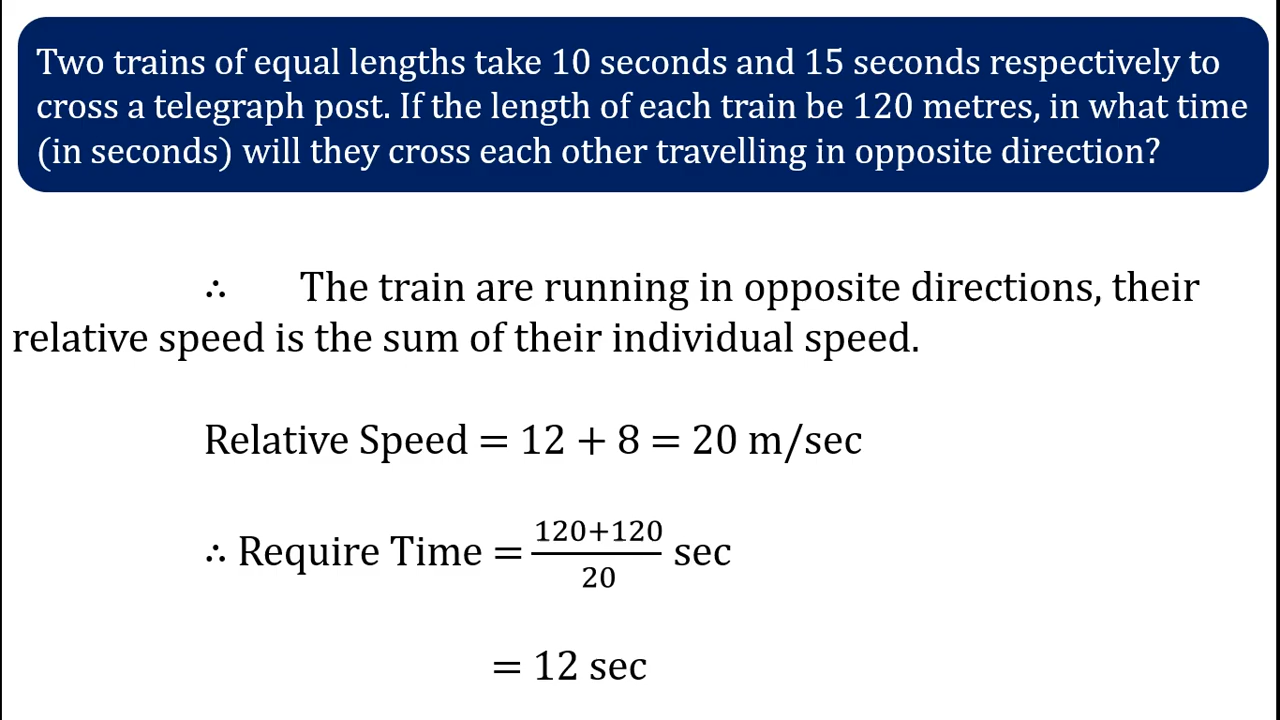 Two trains of equal lengths take 10 seconds and 15 seconds respectively to
cross a telegraph post. If the length of each train be 120 metres, in what time
(in seconds) will they cross each other travelling in opposite direction?
∴ The train are running in opposite directions, their
relative speed is the sum of their individual speed.
Relative Speed = 12 + 8 = 20 m/sec
∴ Require Time = 120+120/20 sec
= 12 sec